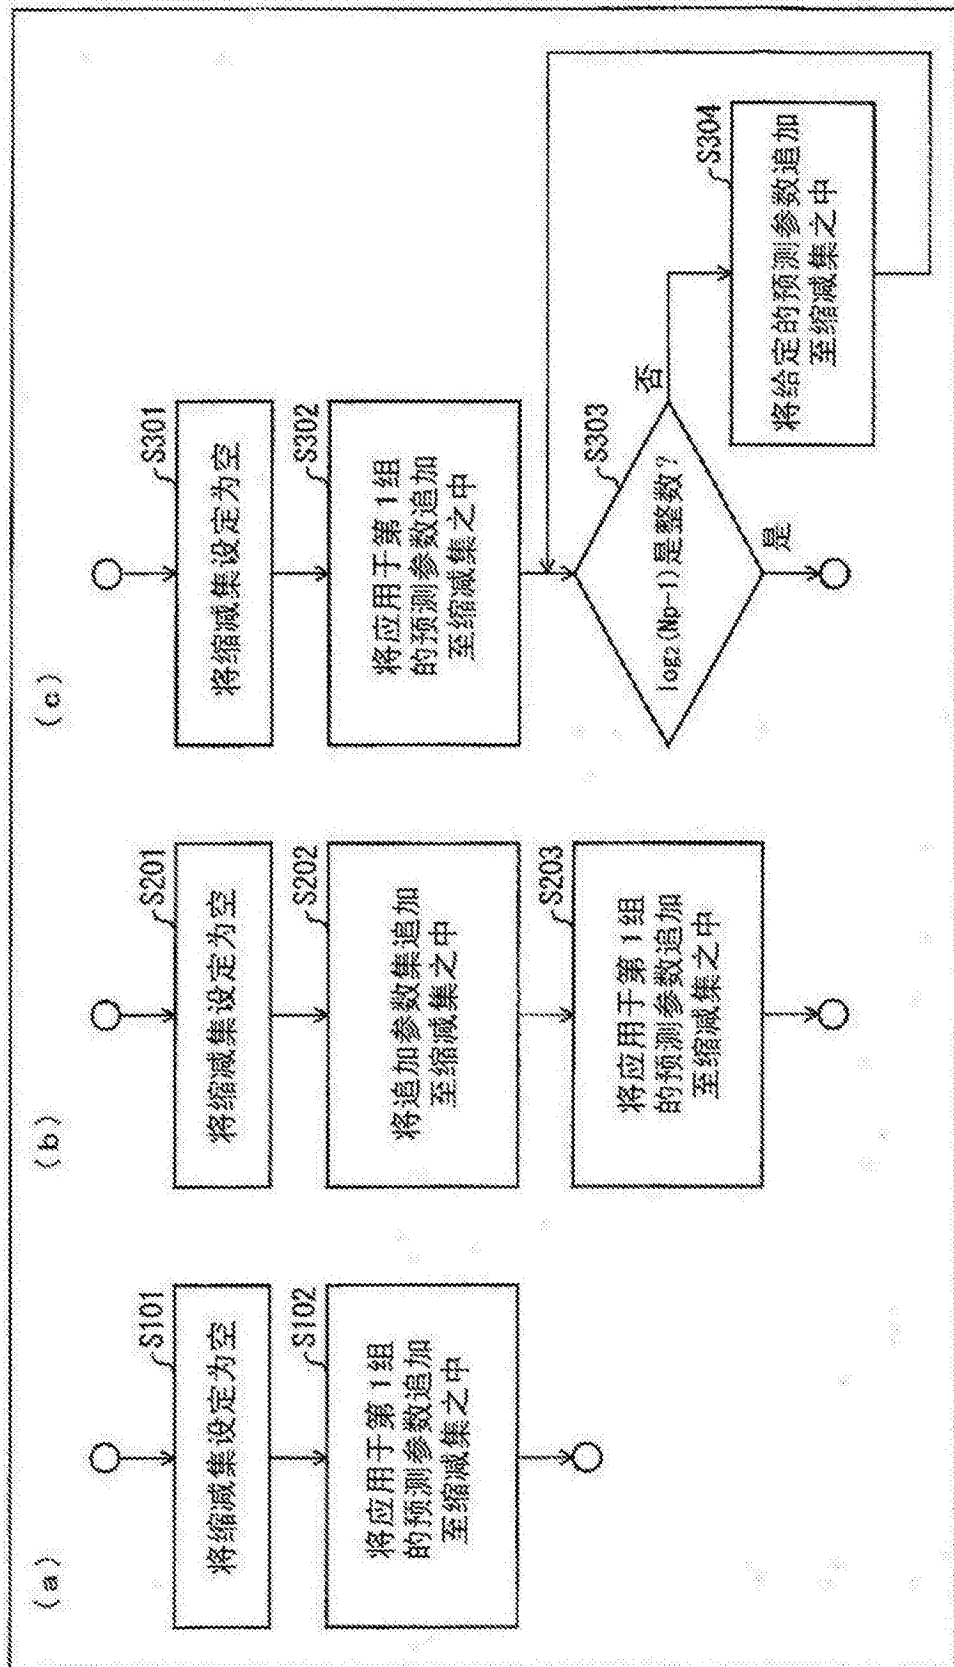 (a)
S101
将缩减集设定为空
S102
将应用于第1组
的预测参数追加
至缩减集之中
(b)
S201
将缩减集设定为空
S202
将追加参数集追加
至缩减集之中
S203
将应用于第1组
的预测参数追加
至缩减集之中
(c)
S301
将缩减集设定为空
S302
将应用于第1组
的预测参数追加
至缩减集之中
S303
log₂(Np-1)是整数?
否
是
S304
将给定的预测参数追加
至缩减集之中